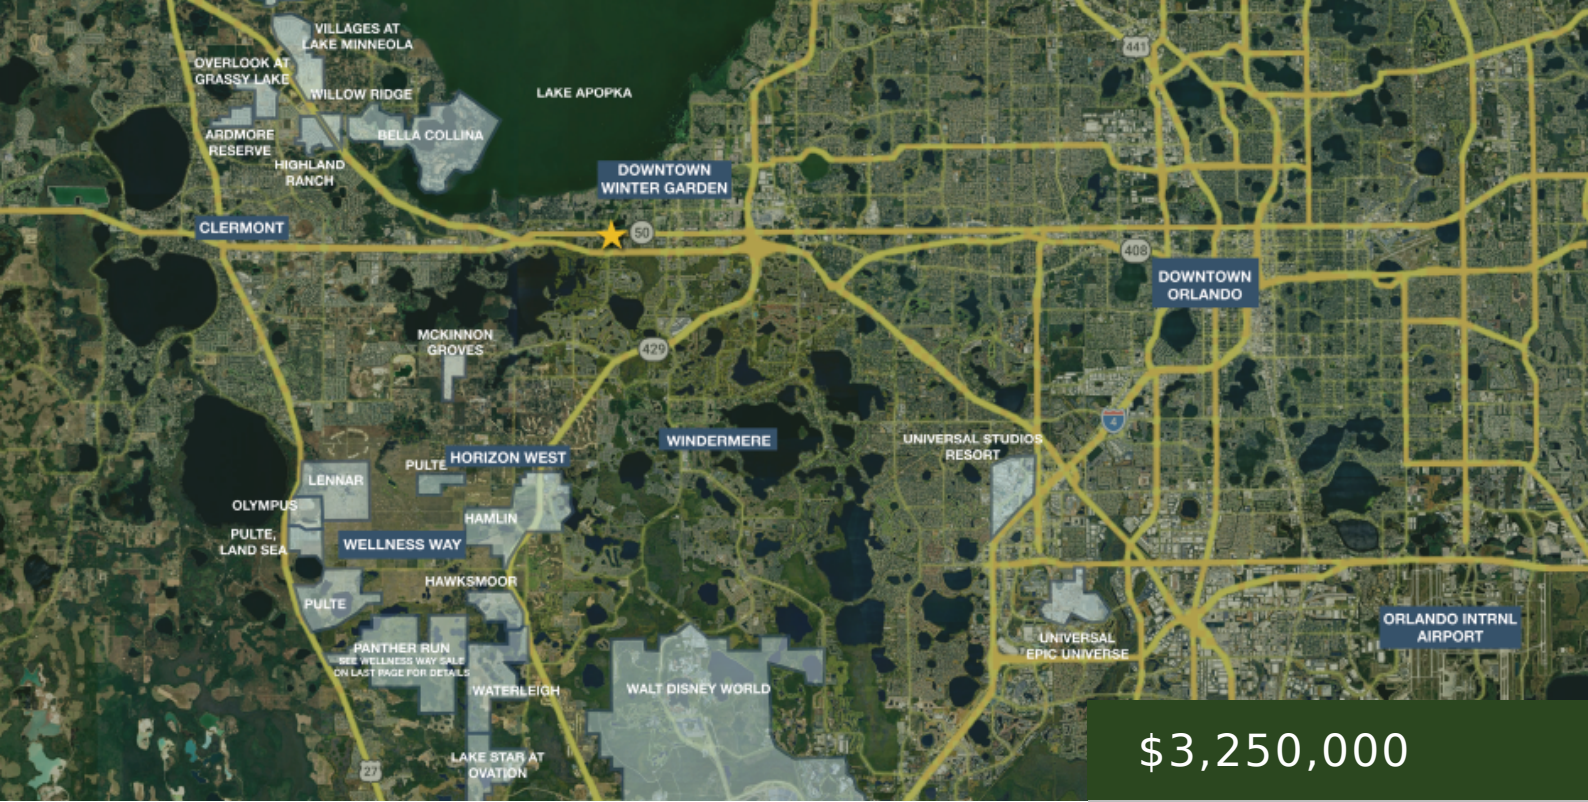 VILLAGES AT
LAKE MINNEOLA
OVERLOOK AT
GRASSY LAKE
WILLOW RIDGE
ARDMORE
RESERVE
HIGHLAND
RANCH
BELLA COLLINA
LAKE APOPKA
441
DOWNTOWN
WINTER GARDEN
CLERMONT
50
408
DOWNTOWN
ORLANDO
MCKINNON
GROVES
429
4
WINDERMERE
UNIVERSAL STUDIOS
RESORT
HORIZON WEST
PULTE
LENNAR
OLYMPUS
HAMLIN
PULTE,
LAND SEA
WELLNESS WAY
HAWKSMOOR
PULTE
PANTHER RUN
SEE WELLNESS WAY SALE
ON LAST PAGE FOR DETAILS
WATERLEIGH
WALT DISNEY WORLD
UNIVERSAL
EPIC UNIVERSE
ORLANDO INTRNL
AIRPORT
LAKE STAR AT
OVATION
27
$3,250,000